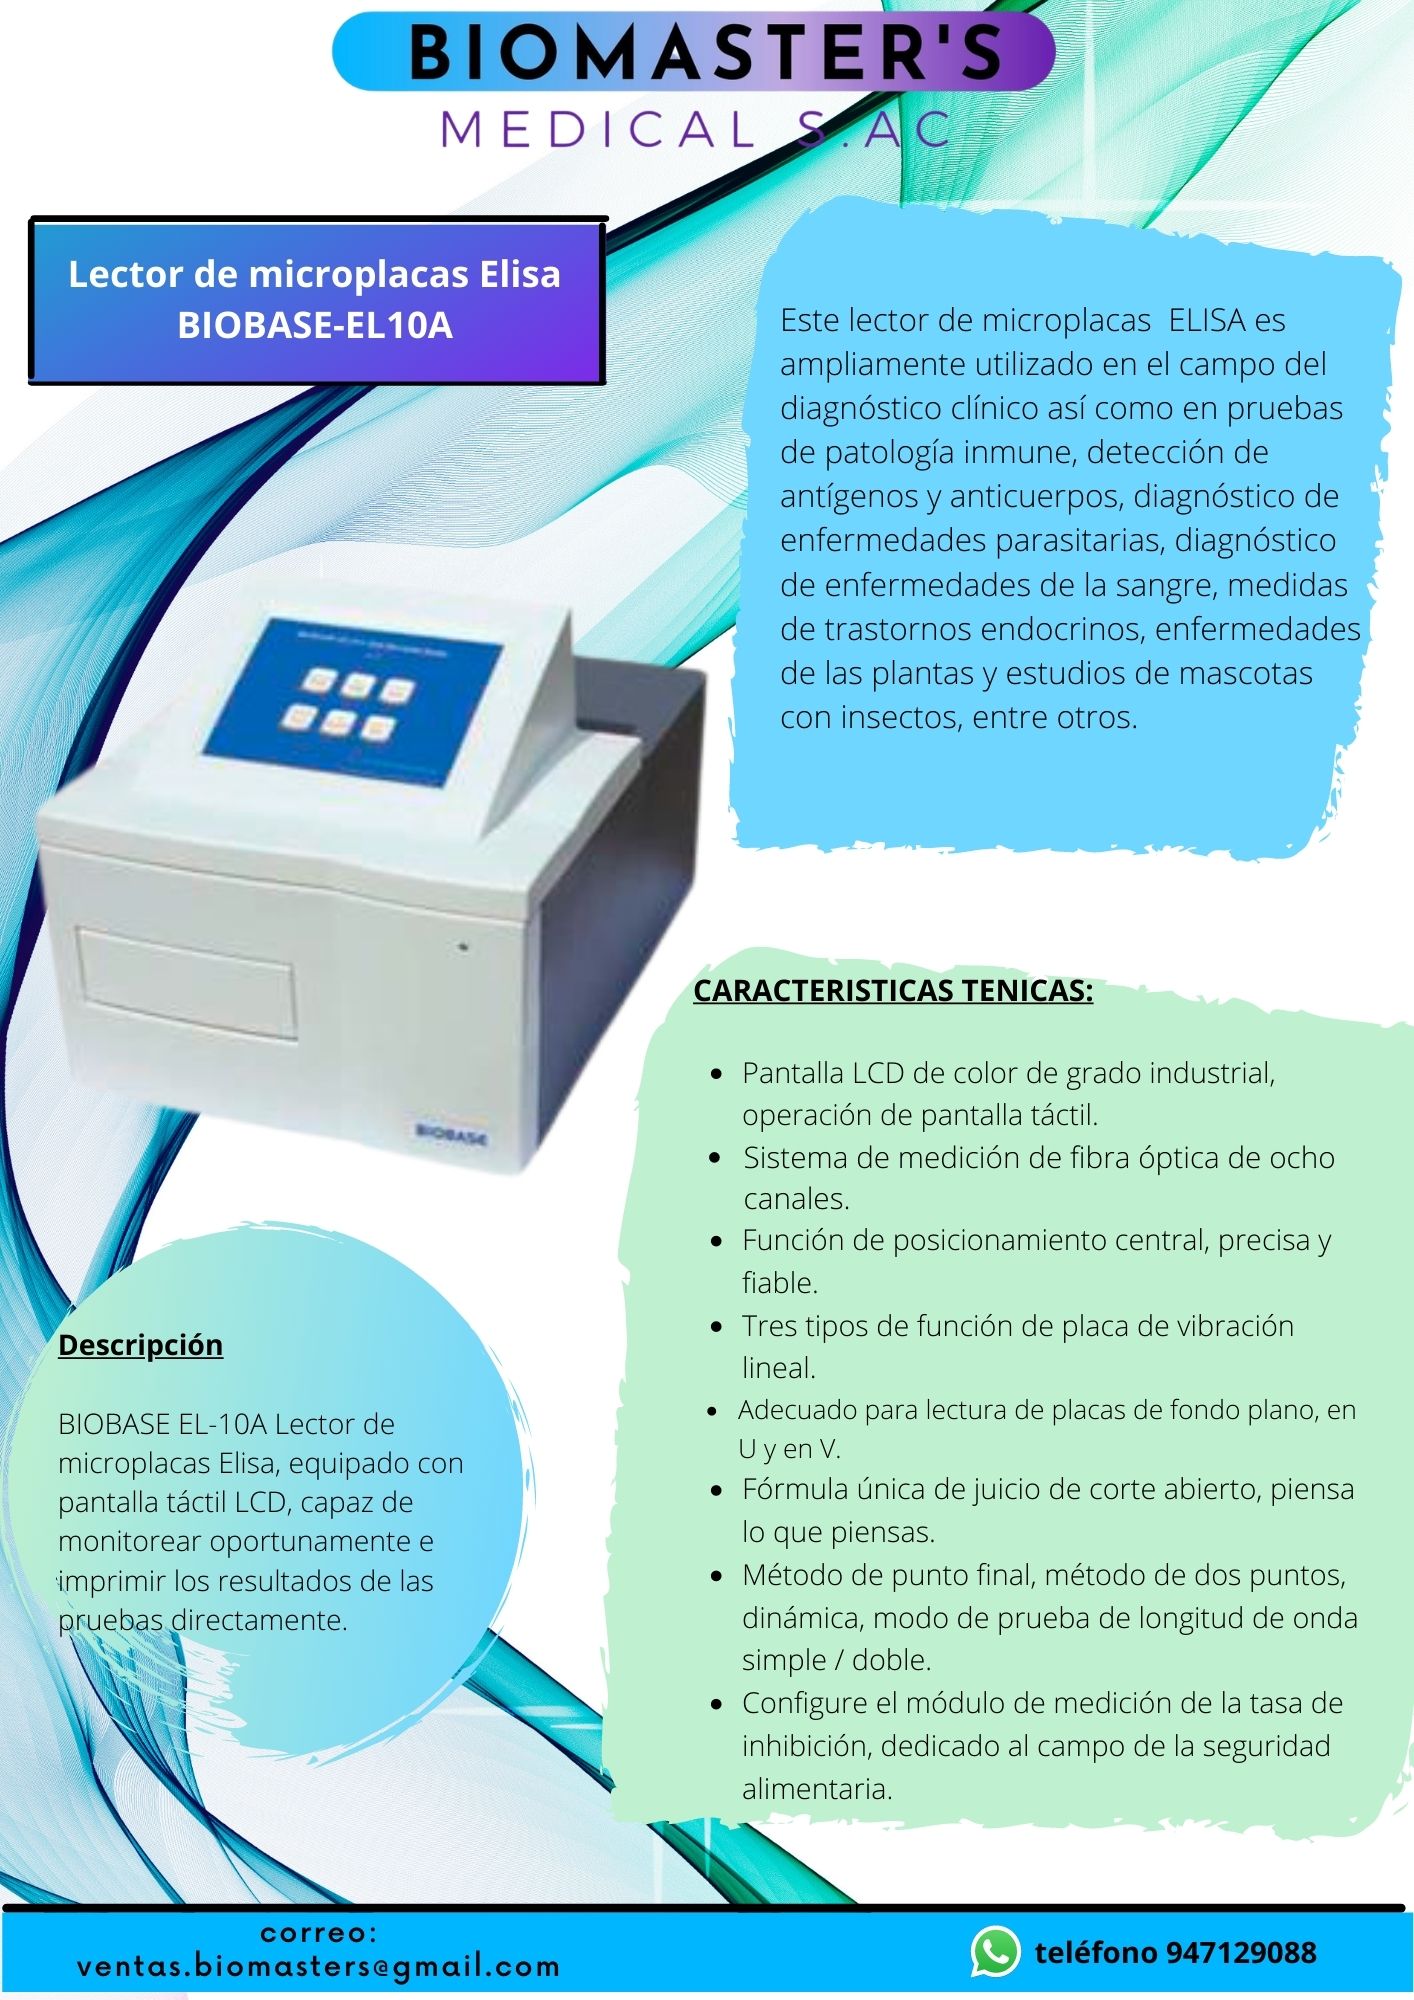 BIOMASTER'S
MEDICAL S.AC
Lector de microplacas Elisa
BIOBASE-EL10A
Este lector de microplacas  ELISA es
ampliamente utilizado en el campo del
diagnóstico clínico así como en pruebas
de patología inmune, detección de
antígenos y anticuerpos, diagnóstico de
enfermedades parasitarias, diagnóstico
de enfermedades de la sangre, medidas
de trastornos endocrinos, enfermedades
de las plantas y estudios de mascotas
con insectos, entre otros.
BIOBASE
CARACTERISTICAS TENICAS:
• Pantalla LCD de color de grado industrial,
operación de pantalla táctil.
• Sistema de medición de fibra óptica de ocho
canales.
• Función de posicionamiento central, precisa y
fiable.
• Tres tipos de función de placa de vibración
lineal.
• Adecuado para lectura de placas de fondo plano, en
U y en V.
• Fórmula única de juicio de corte abierto, piensa
lo que piensas.
• Método de punto final, método de dos puntos,
dinámica, modo de prueba de longitud de onda
simple / doble.
• Configure el módulo de medición de la tasa de
inhibición, dedicado al campo de la seguridad
alimentaria.
Descripción
BIOBASE EL-10A Lector de
microplacas Elisa, equipado con
pantalla táctil LCD, capaz de
monitorear oportunamente e
imprimir los resultados de las
pruebas directamente.
correo:
ventas.biomasters@gmail.com
teléfono 947129088